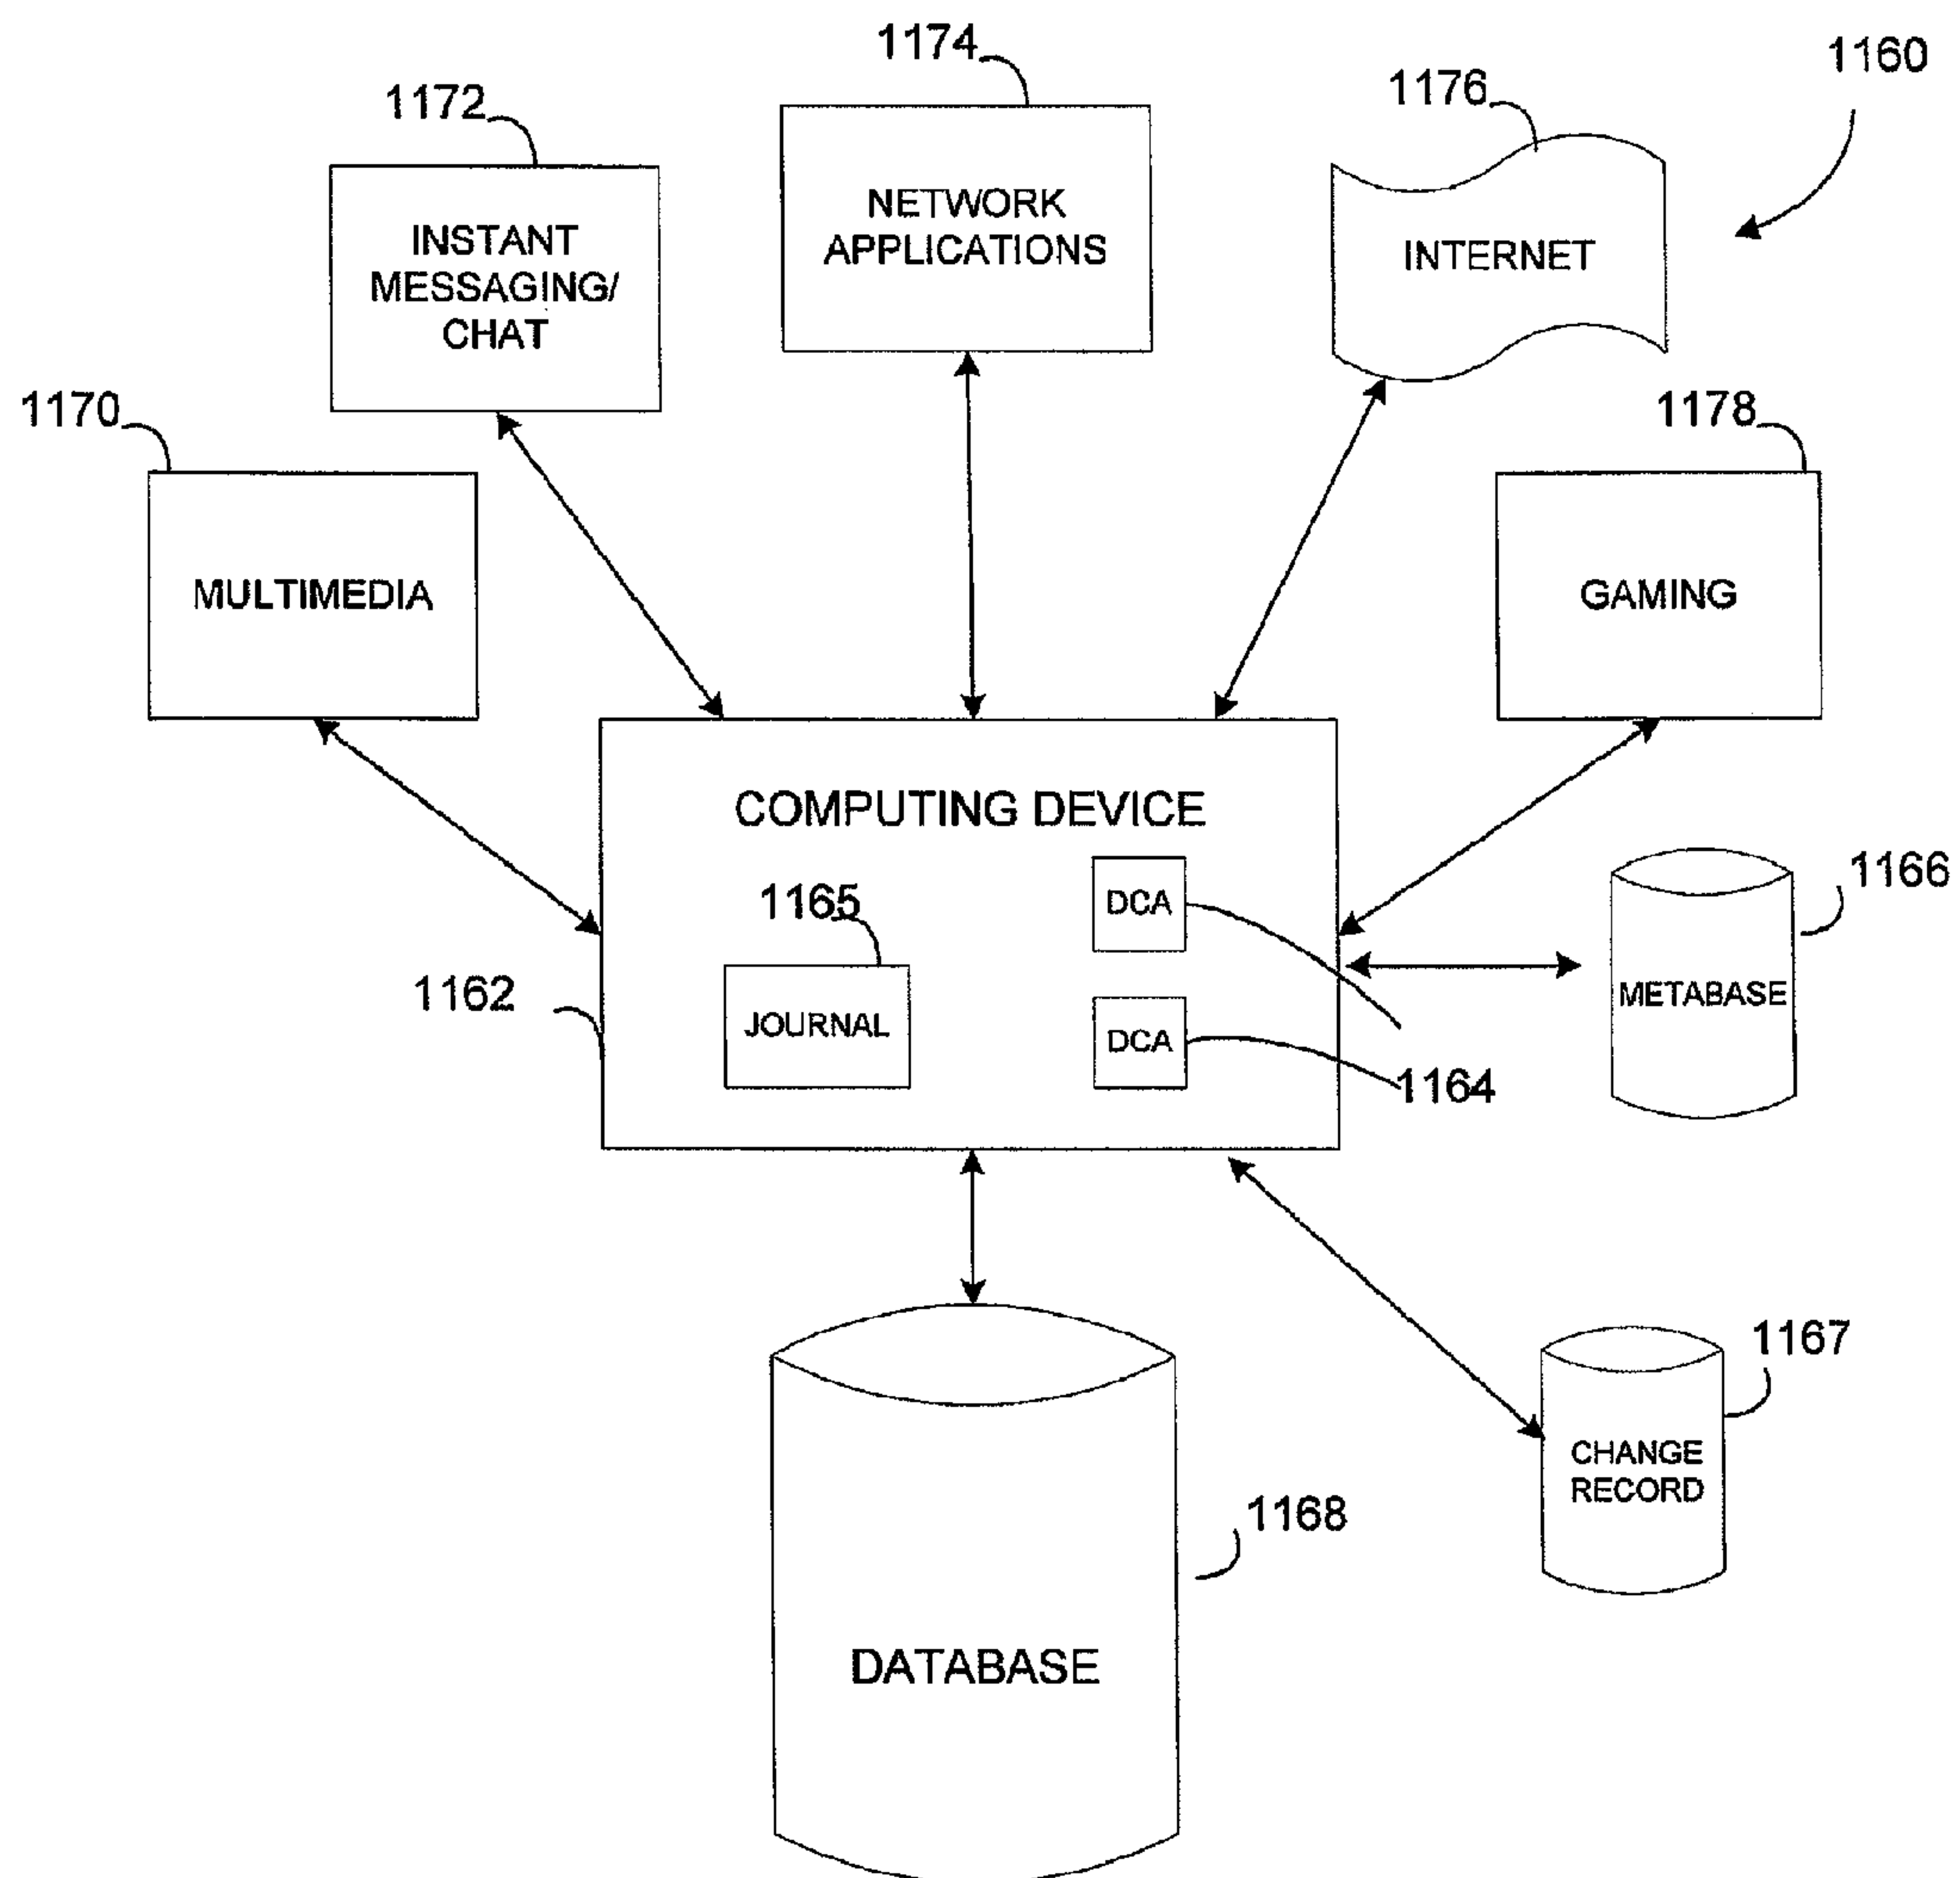 1174
1160
1176
1172
NETWORK
APPLICATIONS
INSTANT
MESSAGING/
CHAT
INTERNET
1170
1178
MULTIMEDIA
GAMING
COMPUTING DEVICE
1166
1165
DCA
1162
METABASE
JOURNAL
DCA
1164
1167
CHANGE
RECORD
1168
DATABASE